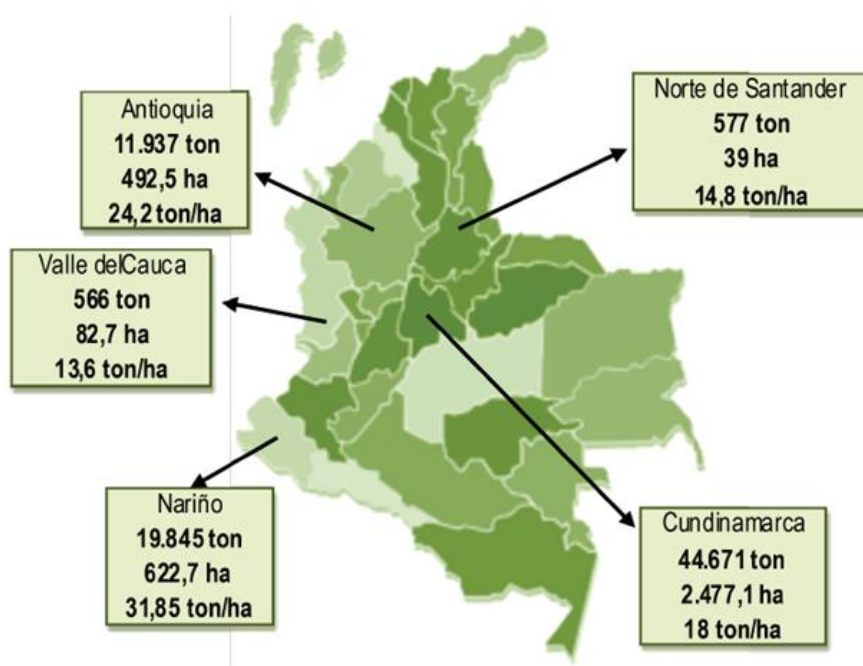 Antioquia
11.937 ton
492,5 ha
24,2 ton/ha
Norte de Santander
577 ton
39 ha
14,8 ton/ha
Valle delCauca
566 ton
82,7 ha
13,6 ton/ha
Nariño
19.845 ton
622,7 ha
31,85 ton/ha
Cundinamarca
44.671 ton
2.477,1 ha
18 ton/ha